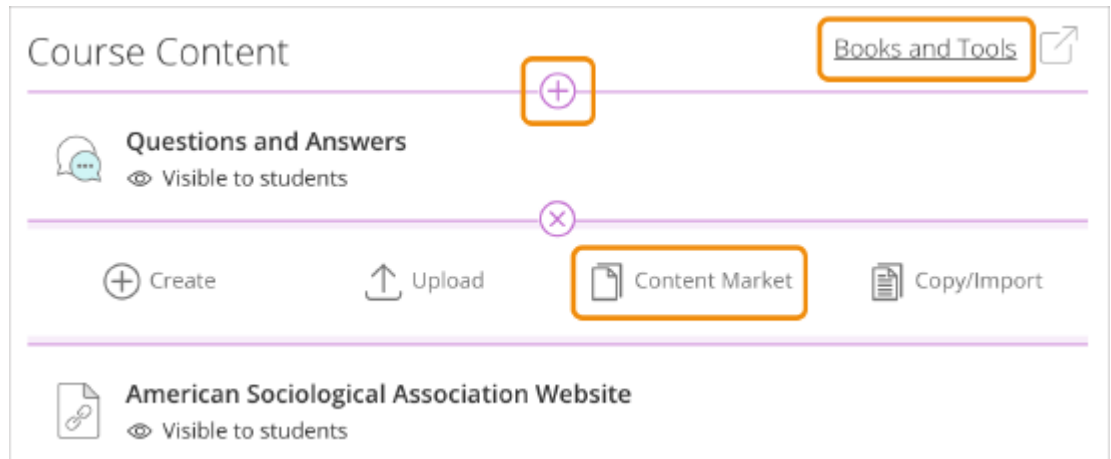 Course Content
Books and Tools
Questions and Answers
Visible to students
Create
Upload
Content Market
Copy/Import
American Sociological Association Website
Visible to students